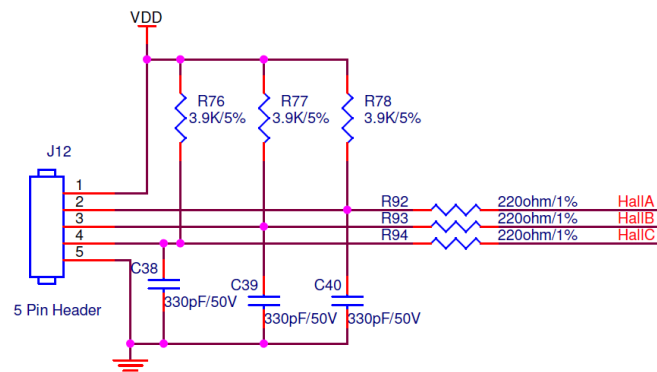 VDD
R76
3.9K/5%
R77
3.9K/5%
R78
3.9K/5%
J12
1
2
3
4
5
R92
220ohm/1%
HallA
R93
220ohm/1%
HallB
R94
220ohm/1%
HallC
C38
330pF/50V
C39
330pF/50V
C40
330pF/50V
5 Pin Header